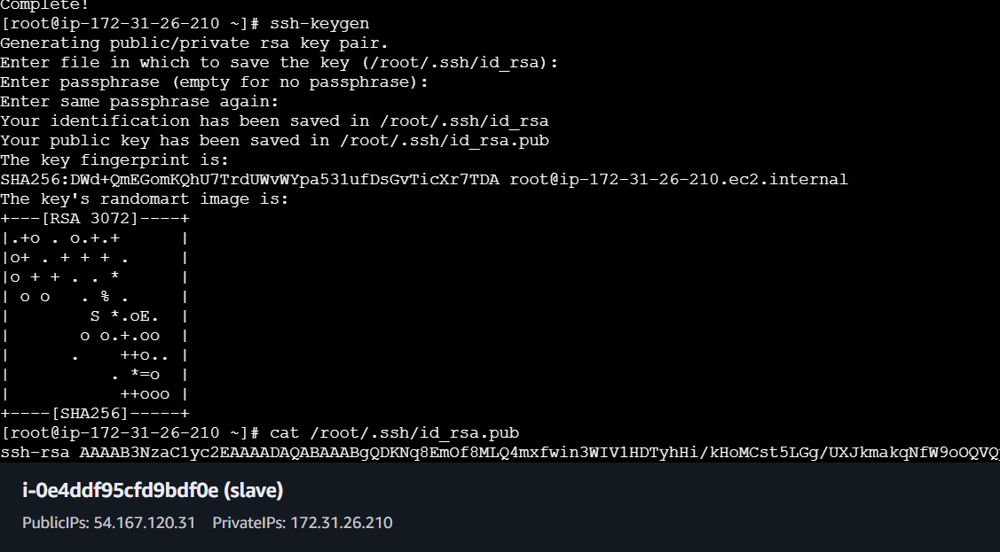 Complete!
[root@ip-172-31-26-210 ~]# ssh-keygen
Generating public/private rsa key pair.
Enter file in which to save the key (/root/.ssh/id_rsa):
Enter passphrase (empty for no passphrase):
Enter same passphrase again:
Your identification has been saved in /root/.ssh/id_rsa
Your public key has been saved in /root/.ssh/id_rsa.pub
The key fingerprint is:
SHA256:DWd+QmEGomKQhU7TrdUWvWYpa531ufDsGvTicXr7TDA root@ip-172-31-26-210.ec2.internal
The key's randomart image is:
+---[RSA 3072]----+
|.+o . o.+.+      |
|o+ . + + + .     |
|o + + . . *      |
| o o   . % .     |
|        S *.oE.  |
|       o o.+.oo  |
|      .    ++o.. |
|          . *=o  |
|           ++ooo |
+----[SHA256]-----+
[root@ip-172-31-26-210 ~]# cat /root/.ssh/id_rsa.pub
ssh-rsa AAAAB3NzaC1yc2EAAAADAQABAAABgQDKNq8EmOf8MLQ4mxfwin3WIV1HDTyhHi/kHoMCst5LGg/UXJkmakqNfW9oOQVQ
i-0e4ddf95cfd9bdf0e (slave)
PublicIPs: 54.167.120.31 PrivateIPs: 172.31.26.210